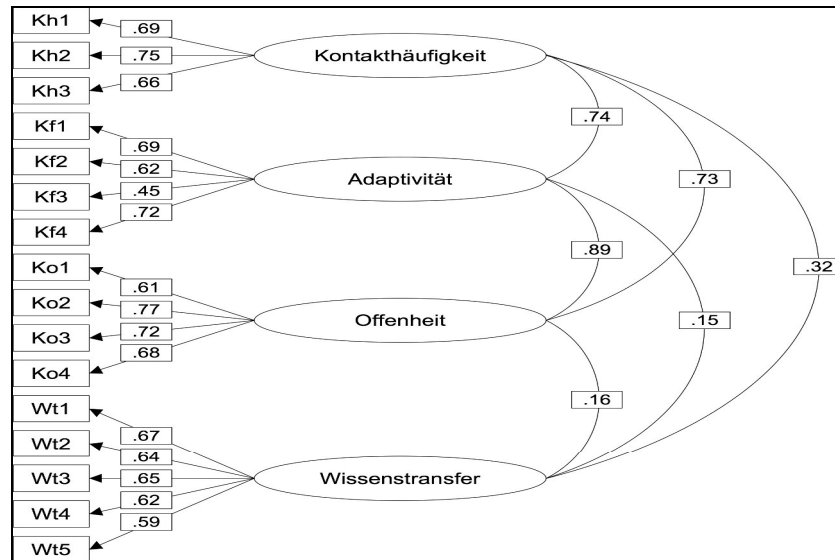 Kh1
.69
Kh2
.75
Kontakthäufigkeit
Kh3
.66
.74
Kf1
.69
Kf2
.62
Adaptivität
.73
Kf3
.45
Kf4
.72
.89
.32
Ko1
.61
Ko2
.77
Offenheit
.15
Ko3
.72
Ko4
.68
.16
Wt1
.67
Wt2
.64
Wt3
.65
Wissenstransfer
Wt4
.62
Wt5
.59